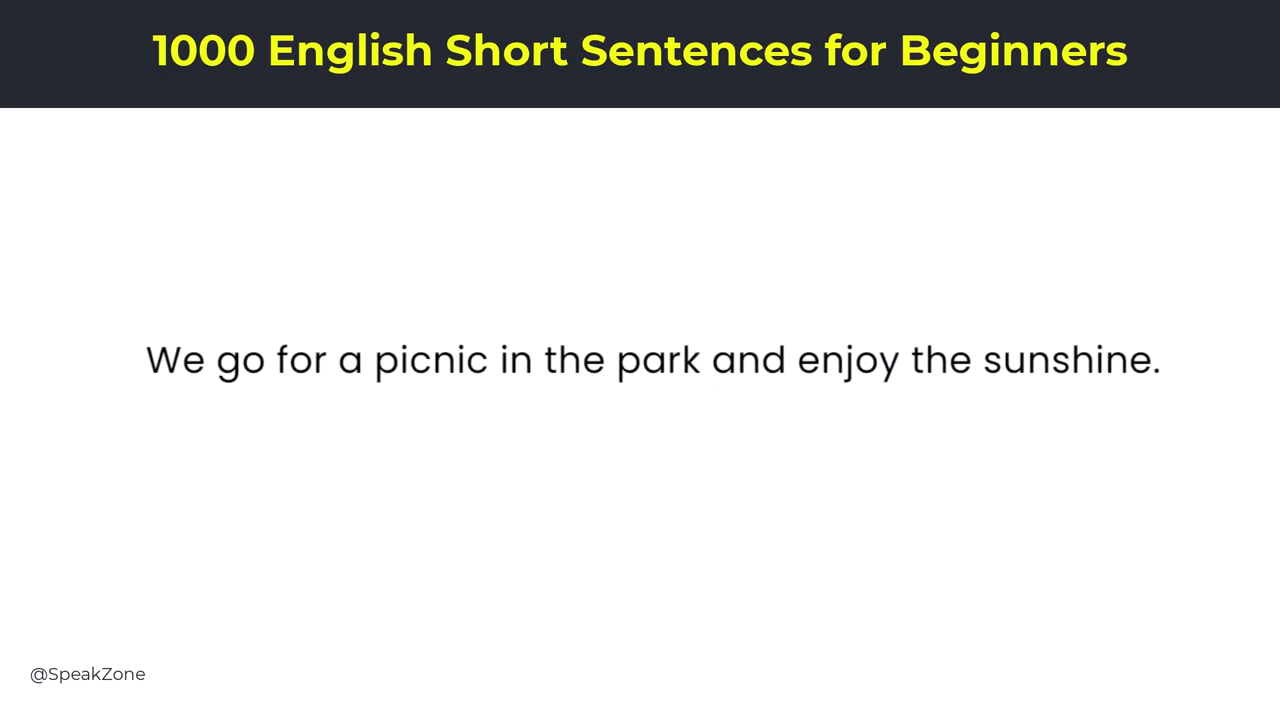 1000 English Short Sentences for Beginners
We go for a picnic in the park and enjoy the sunshine.
@SpeakZone